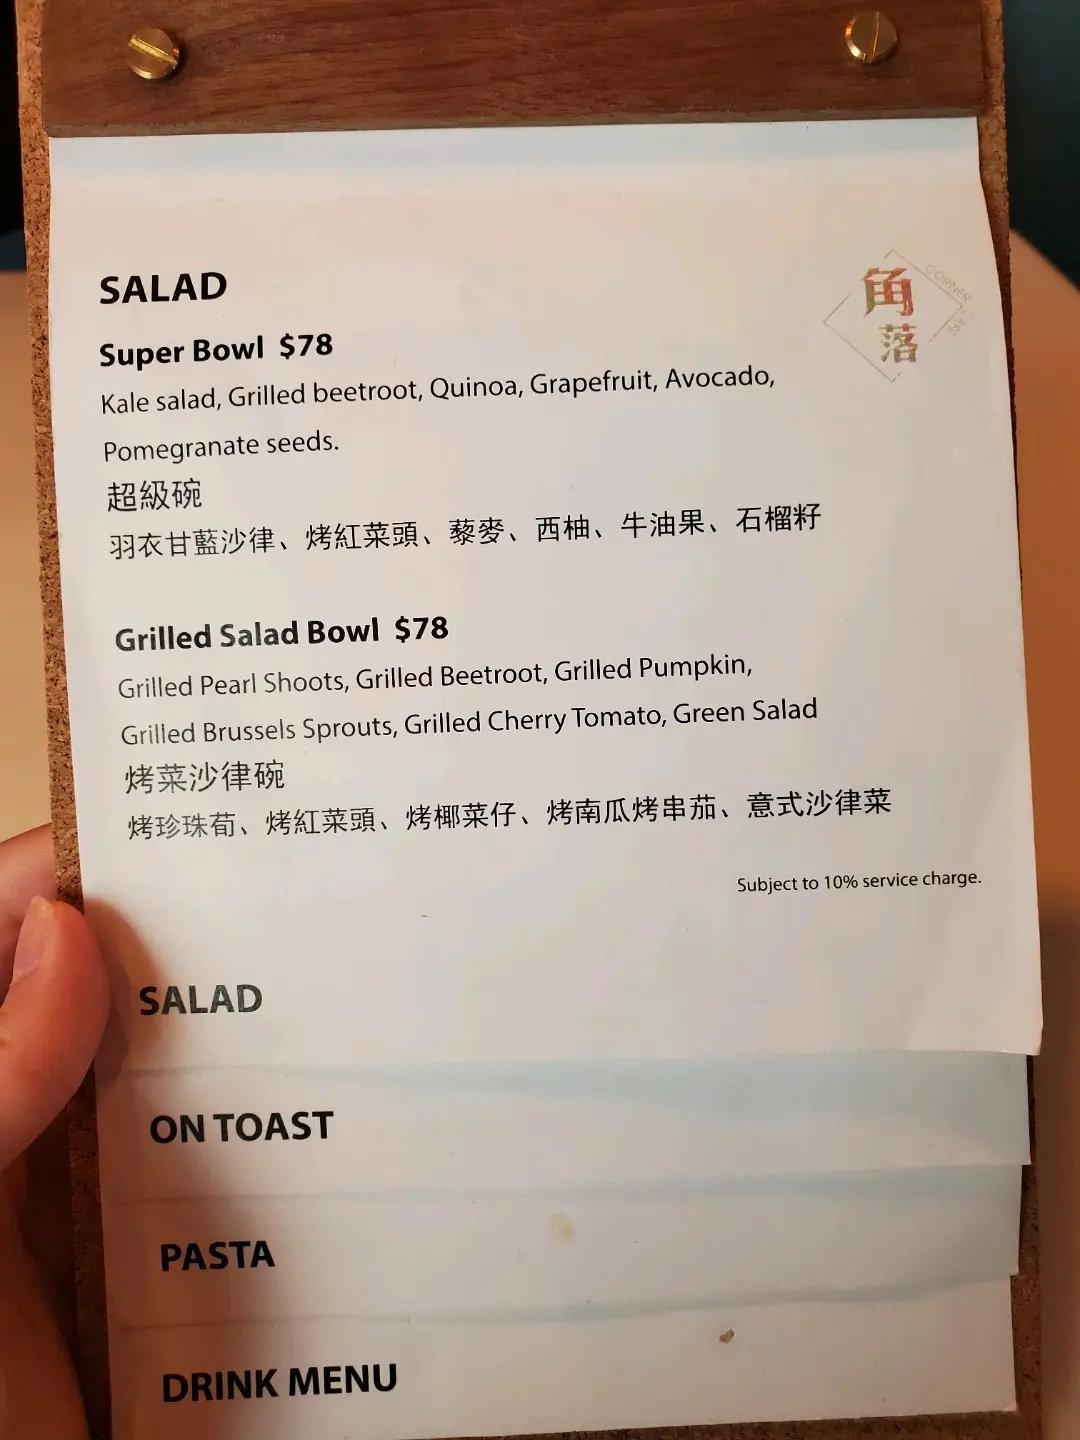 SALAD
角
落
CORNER CAFE
Super Bowl $78
Kale salad, Grilled beetroot, Quinoa, Grapefruit, Avocado,
Pomegranate seeds.
超級碗
羽衣甘藍沙律、烤紅菜頭、藜麥、西柚、牛油果、石榴籽
Grilled Salad Bowl $78
Grilled Pearl Shoots, Grilled Beetroot, Grilled Pumpkin,
Grilled Brussels Sprouts, Grilled Cherry Tomato, Green Salad
烤菜沙律碗
烤珍珠荀、烤紅菜頭、烤椰菜仔、烤南瓜烤串茄、意式沙律菜
Subject to 10% service charge.
SALAD
ON TOAST
PASTA
DRINK MENU